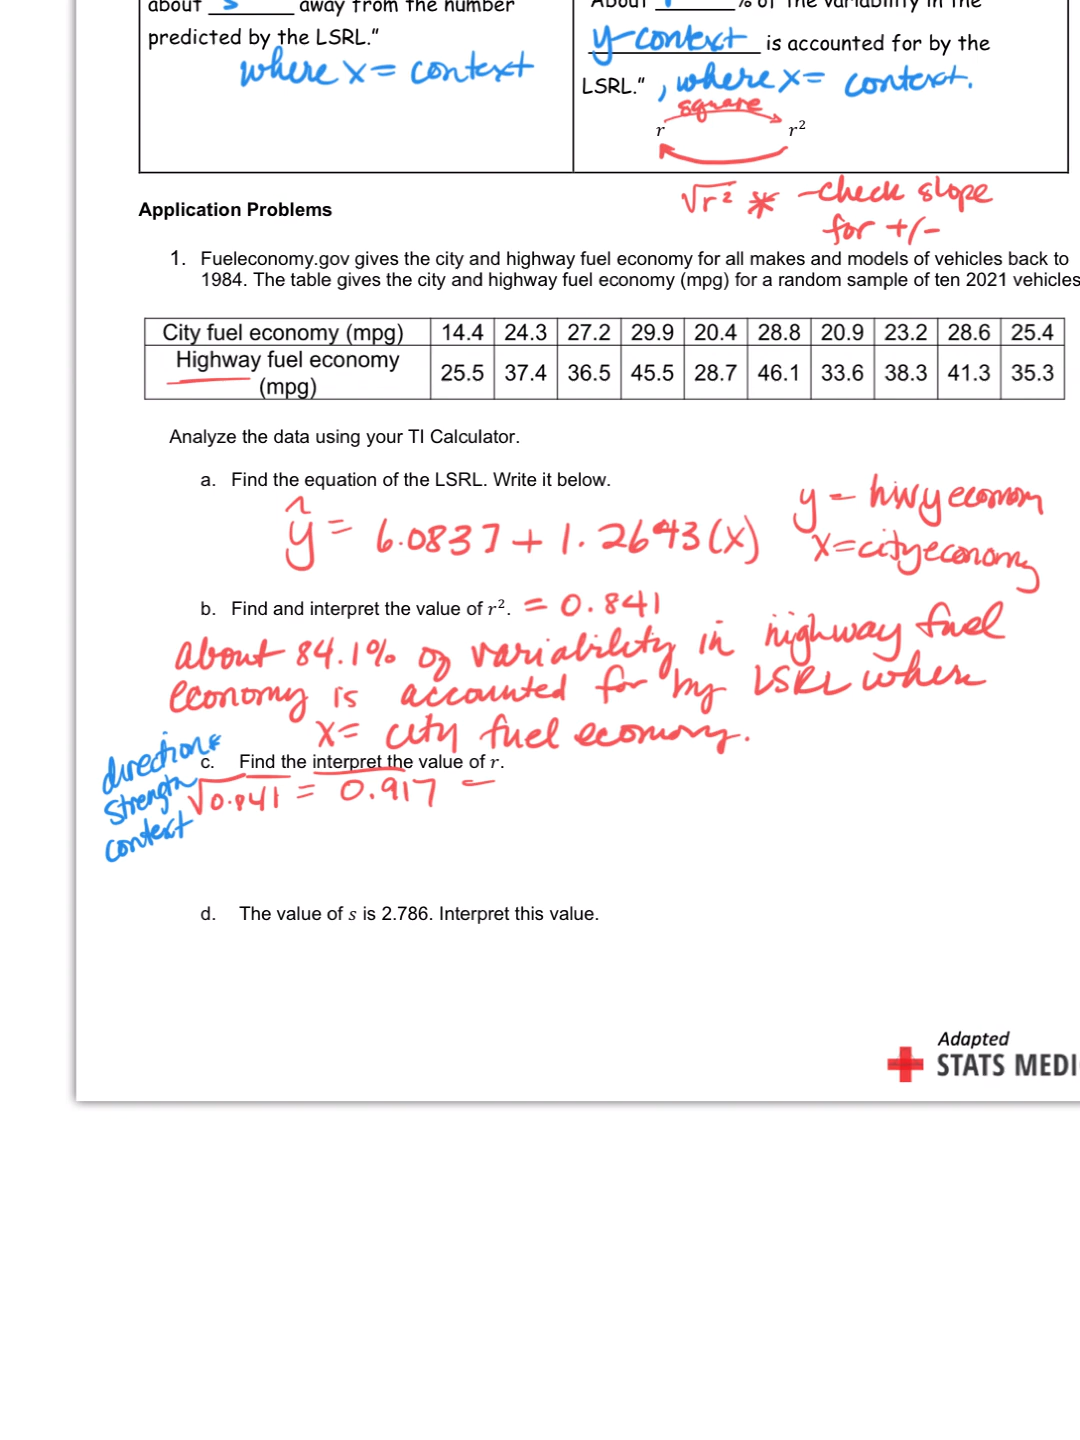 about s away from the number
predicted by the LSRL."
where x = context
About % of the variability in the
y-context is accounted for by the
LSRL." , where x = context.
square
r r²
√r² * -check slope
for +/-
Application Problems
1. Fueleconomy.gov gives the city and highway fuel economy for all makes and models of vehicles back to
1984. The table gives the city and highway fuel economy (mpg) for a random sample of ten 2021 vehicles
City fuel economy (mpg) 14.4 24.3 27.2 29.9 20.4 28.8 20.9 23.2 28.6 25.4
Highway fuel economy (mpg) 25.5 37.4 36.5 45.5 28.7 46.1 33.6 38.3 41.3 35.3
Analyze the data using your TI Calculator.
a. Find the equation of the LSRL. Write it below.
ŷ = 6.0837 + 1.2643(x)
y - hwy economy
x = city economy
b. Find and interpret the value of r². = 0.841
about 84.1% of variability in highway fuel
economy is accounted for by LSRL where
x = city fuel economy.
c. Find the interpret the value of r.
direction &
strength
context
√0.841 = 0.917 -
d. The value of s is 2.786. Interpret this value.
Adapted
STATS MEDI